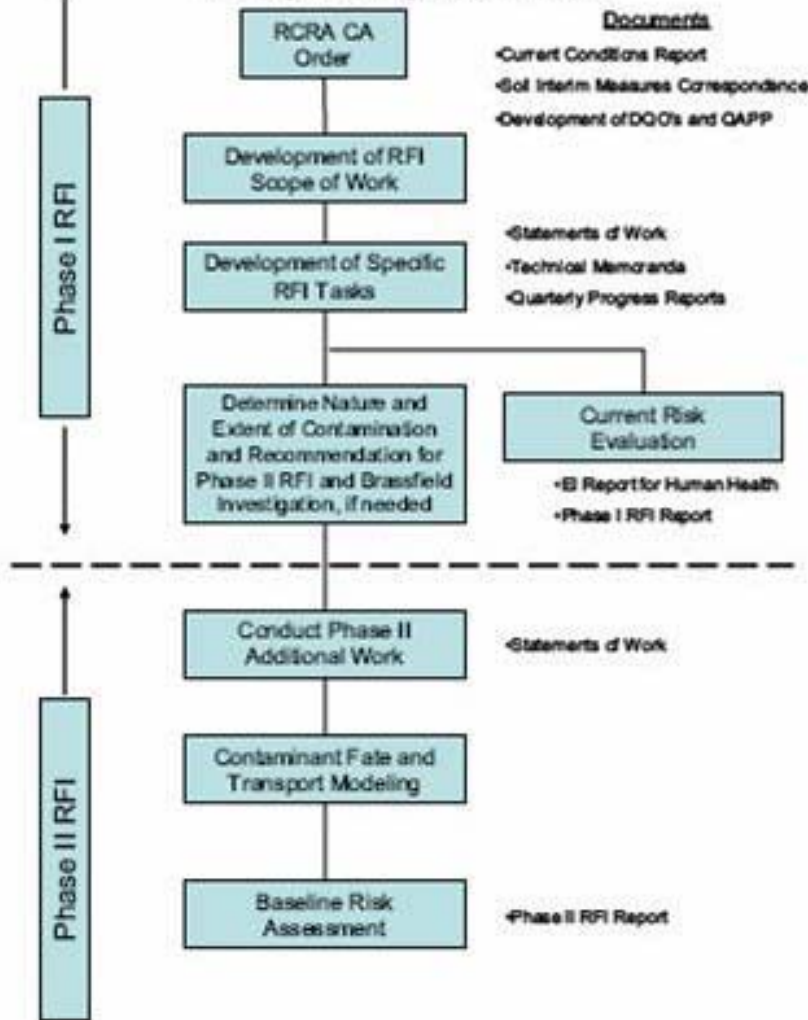 Documents
RCRA CA
Order
•Current Conditions Report
•Soil Interim Measures Correspondence
•Development of DQO's and QAPP
Phase I RFI
Development of RFI
Scope of Work
Development of Specific
RFI Tasks
•Statements of Work
•Technical Memoranda
•Quarterly Progress Reports
Determine Nature and
Extent of Contamination
and Recommendation for
Phase II RFI and Brassfield
Investigation, if needed
Current Risk
Evaluation
•EI Report for Human Health
•Phase I RFI Report
Phase II RFI
Conduct Phase II
Additional Work
•Statements of Work
Contaminant Fate and
Transport Modeling
Baseline Risk
Assessment
•Phase II RFI Report